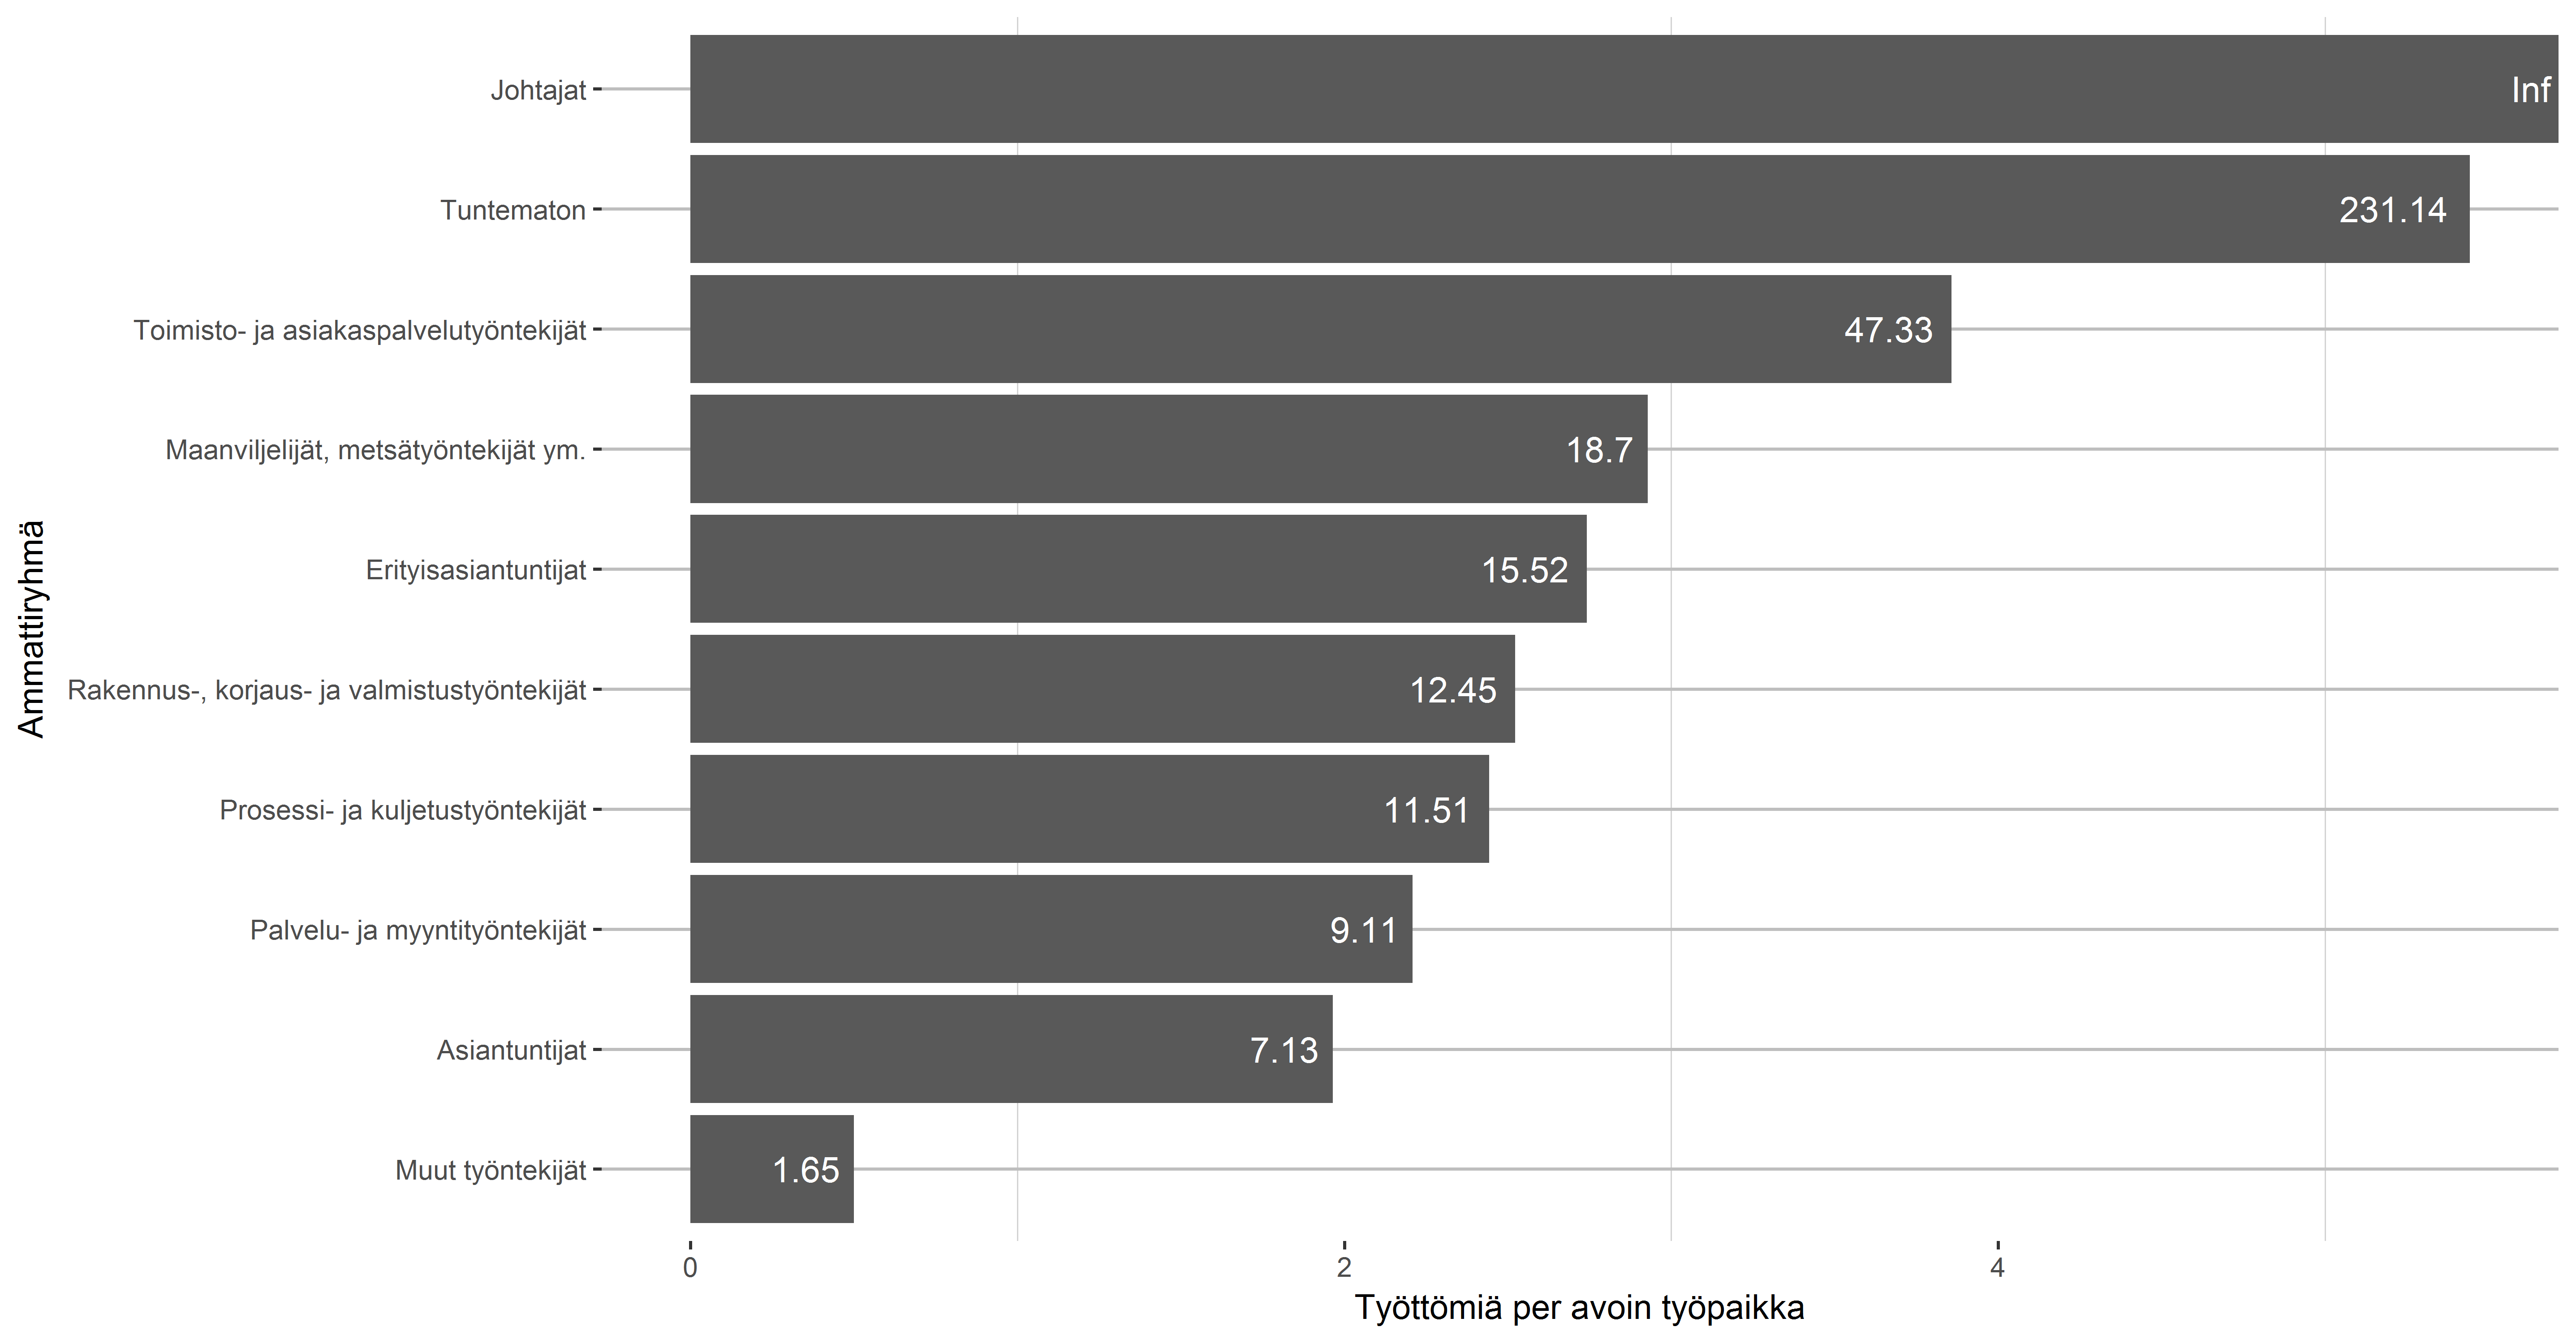 Johtajat
Inf
Tuntematon
231.14
Toimisto- ja asiakaspalvelutyöntekijät
47.33
Maanviljelijät, metsätyöntekijät ym.
18.7
Erityisasiantuntijat
15.52
Rakennus-, korjaus- ja valmistustyöntekijät
12.45
Prosessi- ja kuljetustyöntekijät
11.51
Palvelu- ja myyntityöntekijät
9.11
Asiantuntijat
7.13
Muut työntekijät
1.65
Ammattiryhmä
0 2 4
Työttömiä per avoin työpaikka